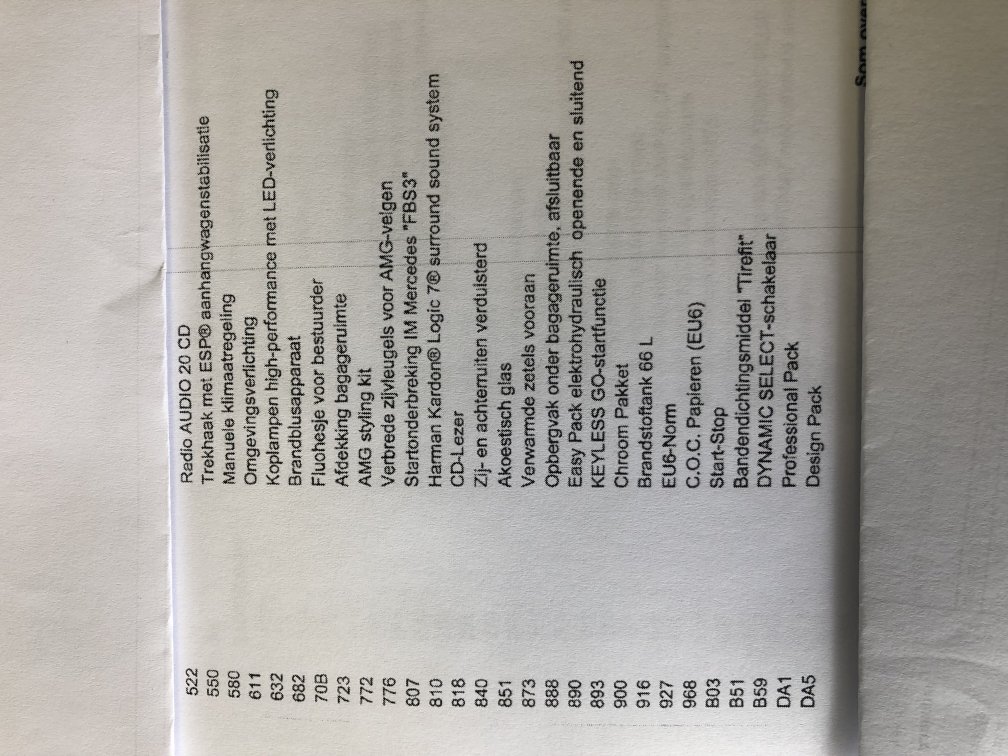 522 Radio AUDIO 20 CD
550 Trekhaak met ESP® aanhangwagenstabilisatie
580 Manuele klimaatregeling
611 Omgevingsverlichting
632 Koplampen high-performance met LED-verlichting
682 Brandblusapparaat
70B Fluohesje voor bestuurder
723 Afdekking bagageruimte
772 AMG styling kit
776 Verbrede zijvleugels voor AMG-velgen
807 Startonderbreking IM Mercedes "FBS3"
810 Harman Kardon® Logic 7® surround sound system
818 CD-Lezer
840 Zij- en achterruiten verduisterd
851 Akoestisch glas
873 Verwarmde zetels vooraan
888 Opbergvak onder bagageruimte, afsluitbaar
890 Easy Pack elektrohydraulisch openende en sluitend
893 KEYLESS GO-startfunctie
900 Chroom Pakket
916 Brandstoftank 66 L
927 EU6-Norm
968 C.O.C. Papieren (EU6)
B03 Start-Stop
B51 Bandendichtingsmiddel "Tirefit"
B59 DYNAMIC SELECT-schakelaar
DA1 Professional Pack
DA5 Design Pack
Som over